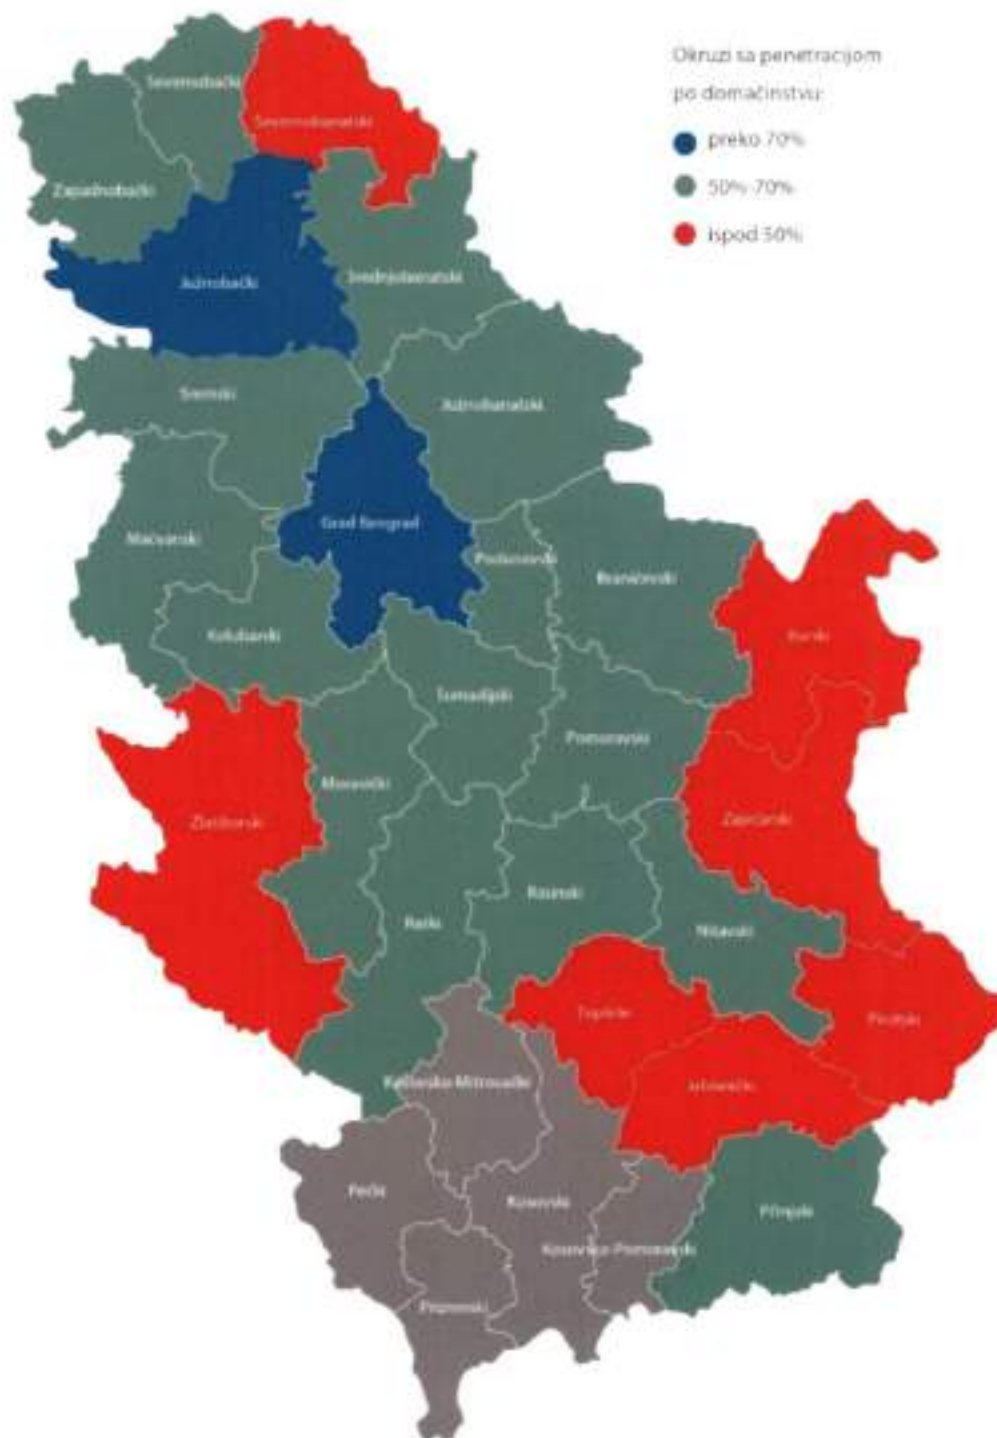 Okruzi sa penetracijom
po domaćinstvu:
preko 70%
50%-70%
ispod 50%
Severnobački
Severnobanatski
Zapadnobački
Južnobački
Srednjobanatski
Sremski
Južnobanatski
Grad Beograd
Mačvanski
Podunavski
Braničevski
Kolubarski
Borski
Šumadijski
Pomoravski
Moravički
Zlatiborski
Zaječarski
Rasinski
Raški
Nišavski
Toplički
Pirotski
Jablanički
Kosovsko-Mitrovački
Pećki
Kosovski
Pčinjski
Kosovsko-Pomoravski
Prizrenski